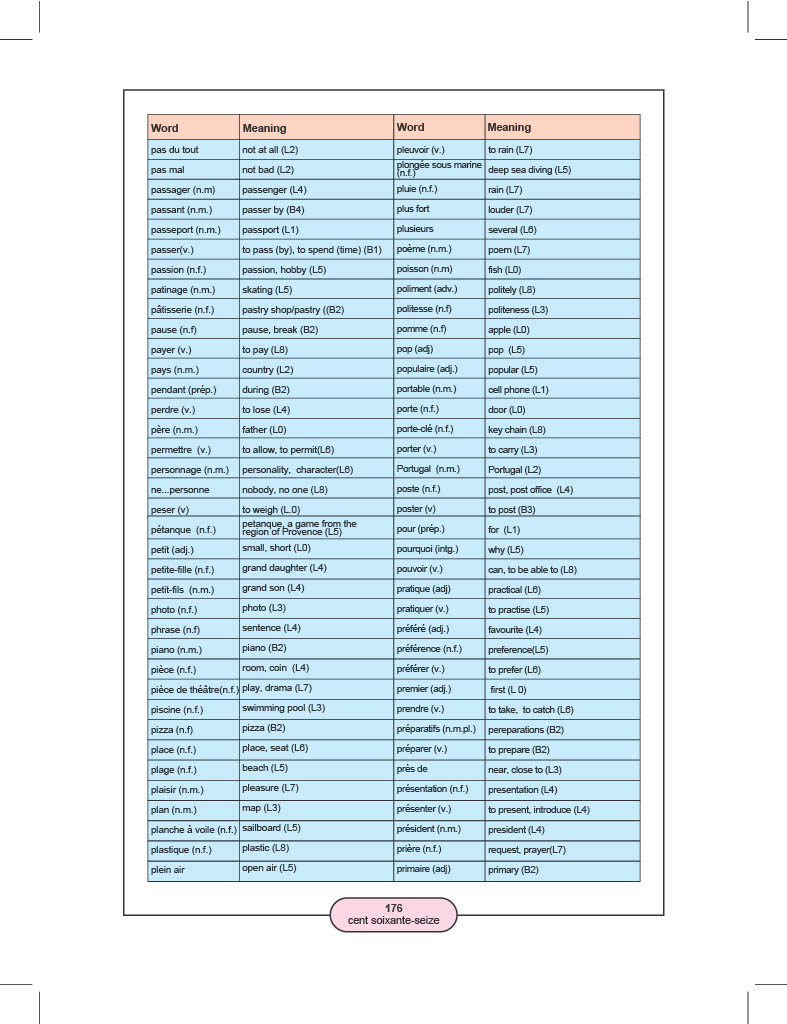 Word Meaning Word Meaning
pas du tout not at all (L2) pleuvoir (v.) to rain (L7)
pas mal not bad (L2) plongée sous marine (n.f.) deep sea diving (L5)
passager (n.m) passenger (L4) pluie (n.f.) rain (L7)
passant (n.m.) passer by (B4) plus fort louder (L7)
passeport (n.m.) passport (L1) plusieurs several (L6)
passer(v.) to pass (by), to spend (time) (B1) poème (n.m.) poem (L7)
passion (n.f.) passion, hobby (L5) poisson (n.m) fish (L0)
patinage (n.m.) skating (L5) poliment (adv.) politely (L8)
pâtisserie (n.f.) pastry shop/pastry ((B2) politesse (n.f) politeness (L3)
pause (n.f) pause, break (B2) pomme (n.f) apple (L0)
payer (v.) to pay (L8) pop (adj) pop (L5)
pays (n.m.) country (L2) populaire (adj.) popular (L5)
pendant (prép.) during (B2) portable (n.m.) cell phone (L1)
perdre (v.) to lose (L4) porte (n.f.) door (L0)
père (n.m.) father (L0) porte-clé (n.f.) key chain (L8)
permettre (v.) to allow, to permit(L6) porter (v.) to carry (L3)
personnage (n.m.) personality, character(L6) Portugal (n.m.) Portugal (L2)
ne...personne nobody, no one (L8) poste (n.f.) post, post office (L4)
peser (v) to weigh (L.0) poster (v) to post (B3)
pétanque (n.f.) petanque, a game from the region of Provence (L5) pour (prép.) for (L1)
petit (adj.) small, short (L0) pourquoi (intg.) why (L5)
petite-fille (n.f.) grand daughter (L4) pouvoir (v.) can, to be able to (L8)
petit-fils (n.m.) grand son (L4) pratique (adj) practical (L6)
photo (n.f.) photo (L3) pratiquer (v.) to practise (L5)
phrase (n.f) sentence (L4) préféré (adj.) favourite (L4)
piano (n.m.) piano (B2) préférence (n.f.) preference(L5)
pièce (n.f.) room, coin (L4) préférer (v.) to prefer (L6)
pièce de théâtre(n.f.) play, drama (L7) premier (adj.) first (L 0)
piscine (n.f.) swimming pool (L3) prendre (v.) to take, to catch (L6)
pizza (n.f) pizza (B2) préparatifs (n.m.pl.) pereparations (B2)
place (n.f.) place, seat (L6) préparer (v.) to prepare (B2)
plage (n.f.) beach (L5) près de near, close to (L3)
plaisir (n.m.) pleasure (L7) présentation (n.f.) presentation (L4)
plan (n.m.) map (L3) présenter (v.) to present, introduce (L4)
planche à voile (n.f.) sailboard (L5) président (n.m.) president (L4)
plastique (n.f.) plastic (L8) prière (n.f.) request, prayer(L7)
plein air open air (L5) primaire (adj) primary (B2)
176
cent soixante-seize